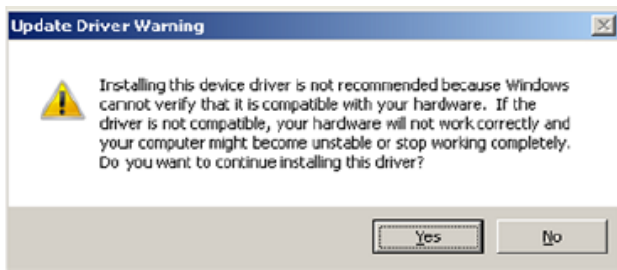 Update Driver Warning
Installing this device driver is not recommended because Windows
cannot verify that it is compatible with your hardware. If the
driver is not compatible, your hardware will not work correctly and
your computer might become unstable or stop working completely.
Do you want to continue installing this driver?
Yes No